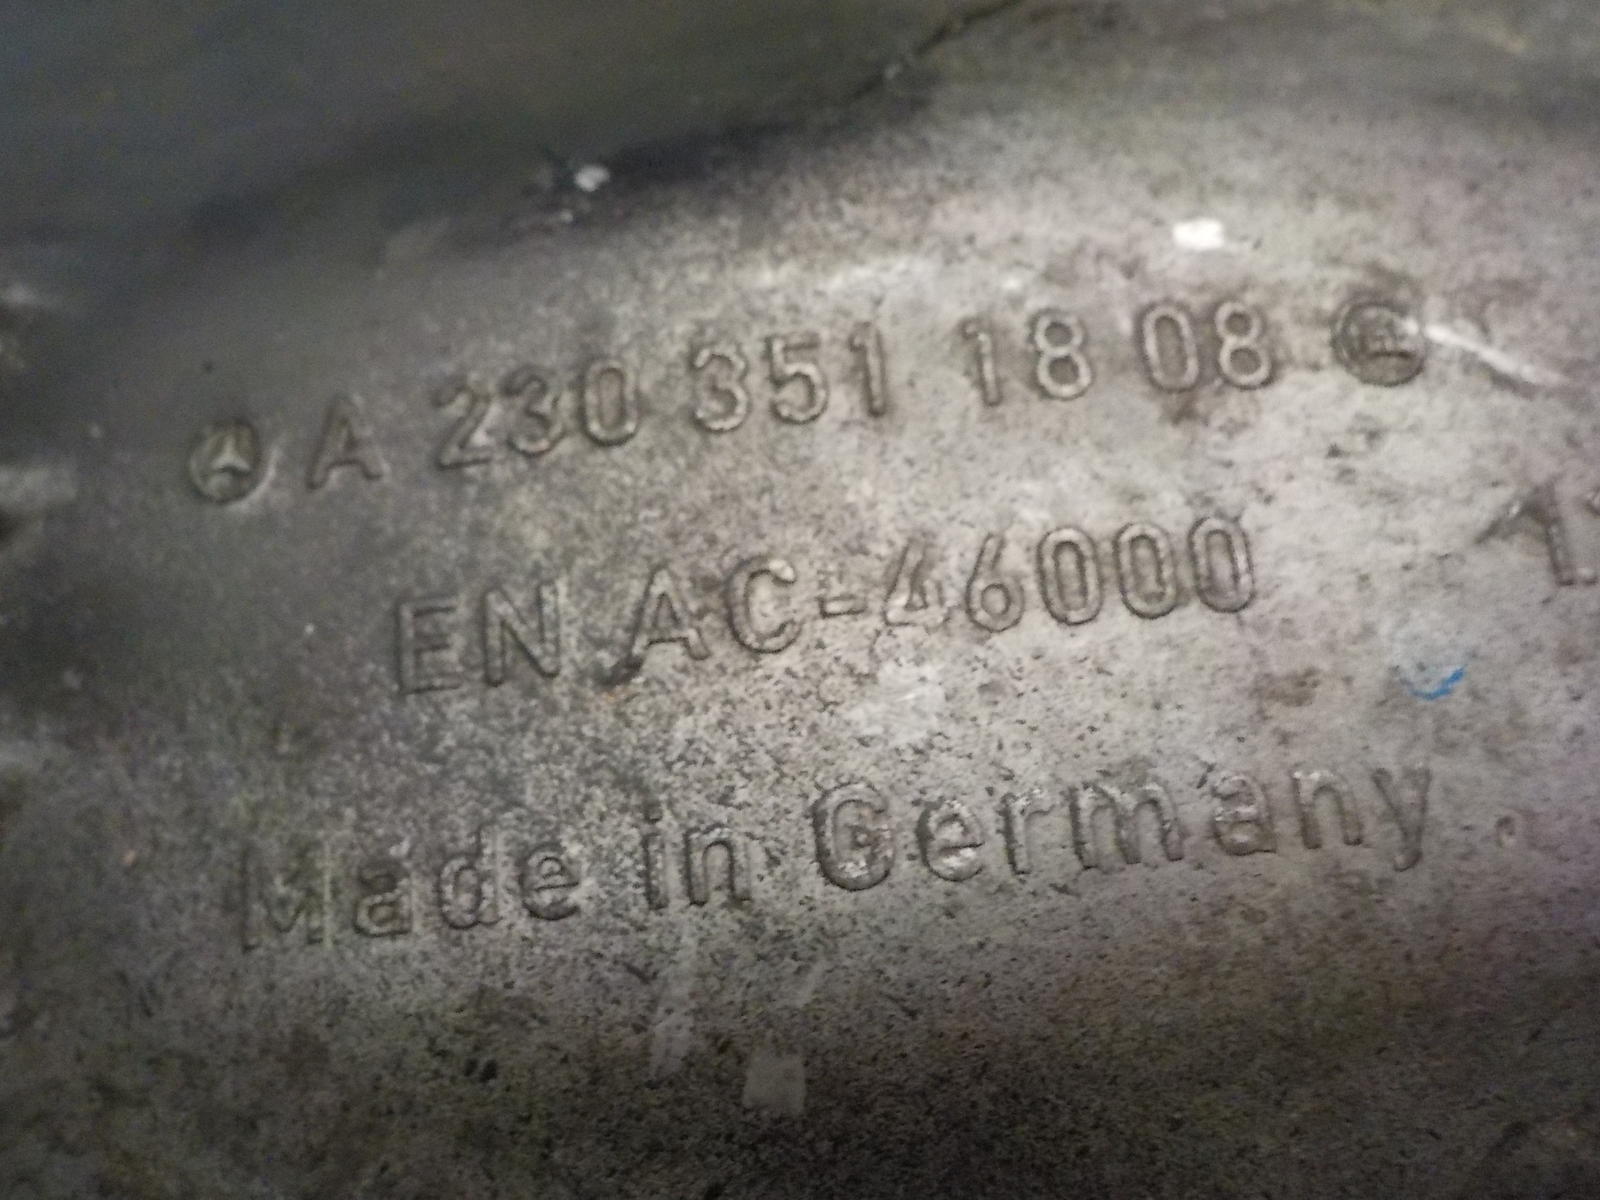 A 230 351 18 08
EN AC-46000
Made in Germany